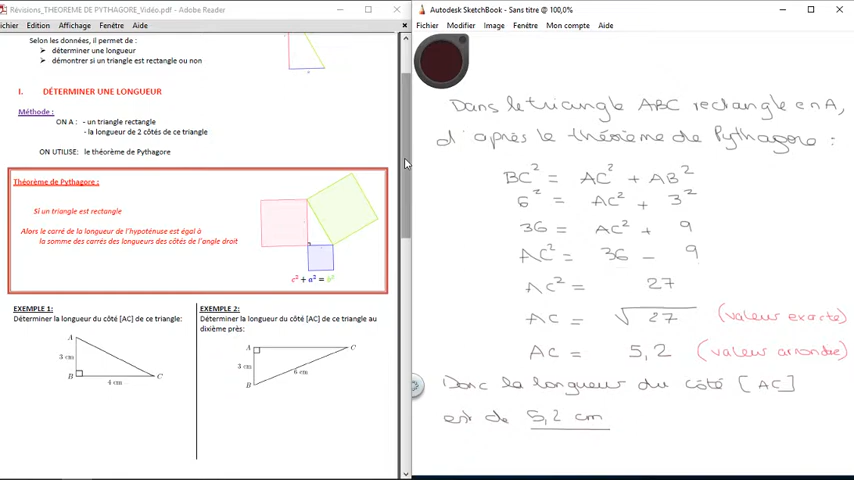 Révisions_THEOREME DE PYTHAGORE_Vidéo.pdf - Adobe Reader
Edition Affichage Fenêtre Aide
Selon les données, il permet de :
➤ déterminer une longueur
➤ démontrer si un triangle est rectangle ou non
I. DÉTERMINER UNE LONGUEUR
Méthode :
ON A : - un triangle rectangle
- la longueur de 2 côtés de ce triangle
ON UTILISE: le théorème de Pythagore
Théorème de Pythagore :
Si un triangle est rectangle
Alors le carré de la longueur de l'hypoténuse est égal à
la somme des carrés des longueurs des côtés de l'angle droit
c² + a² = b²
EXEMPLE 1:
Déterminer la longueur du côté [AC] de ce triangle:
A
3 cm
B
4 cm
C
EXEMPLE 2:
Déterminer la longueur du côté [AC] de ce triangle au
dixième près:
A
C
3 cm
6 cm
B
Autodesk SketchBook - Sans titre @ 100,0%
Fichier Modifier Image Fenêtre Mon compte Aide
Dans le triangle ABC rectangle en A,
d'après le théorème de Pythagore :
BC² = AC² + AB²
6² = AC² + 3²
36 = AC² + 9
AC² = 36 - 9
AC² = 27
AC = √27 (valeur exacte)
AC = 5,2 (valeur arrondie)
Donc la longueur du côté [AC]
est de 5,2 cm